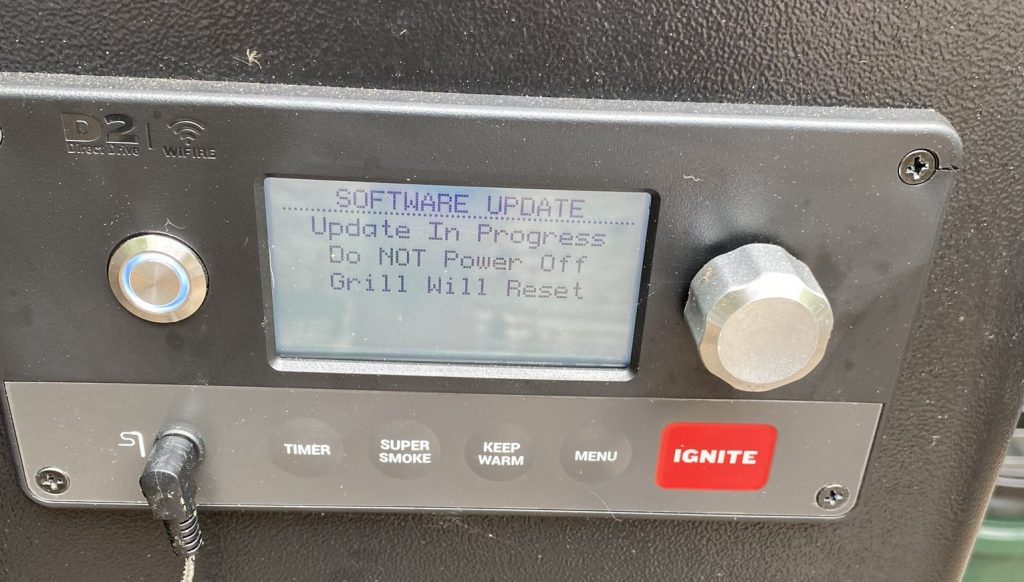 D2
Direct Drive
WiFIRE
SOFTWARE UPDATE
Update In Progress
Do NOT Power Off
Grill Will Reset
TIMER
SUPER
SMOKE
KEEP
WARM
MENU
IGNITE